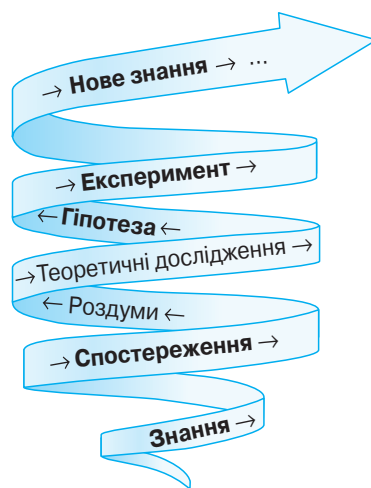 → Нове знання → ...
→ Експеримент →
← Гіпотеза ←
→ Теоретичні дослідження →
← Роздуми ←
→ Спостереження →
Знання →